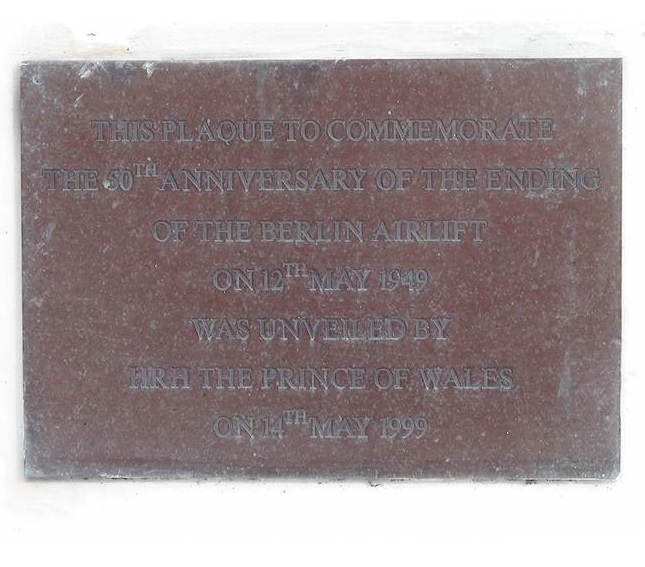 THIS PLAQUE TO COMMEMORATE
THE 50TH ANNIVERSARY OF THE ENDING
OF THE BERLIN AIRLIFT
ON 12TH MAY 1949
WAS UNVEILED BY
HRH THE PRINCE OF WALES
ON 14TH MAY 1999